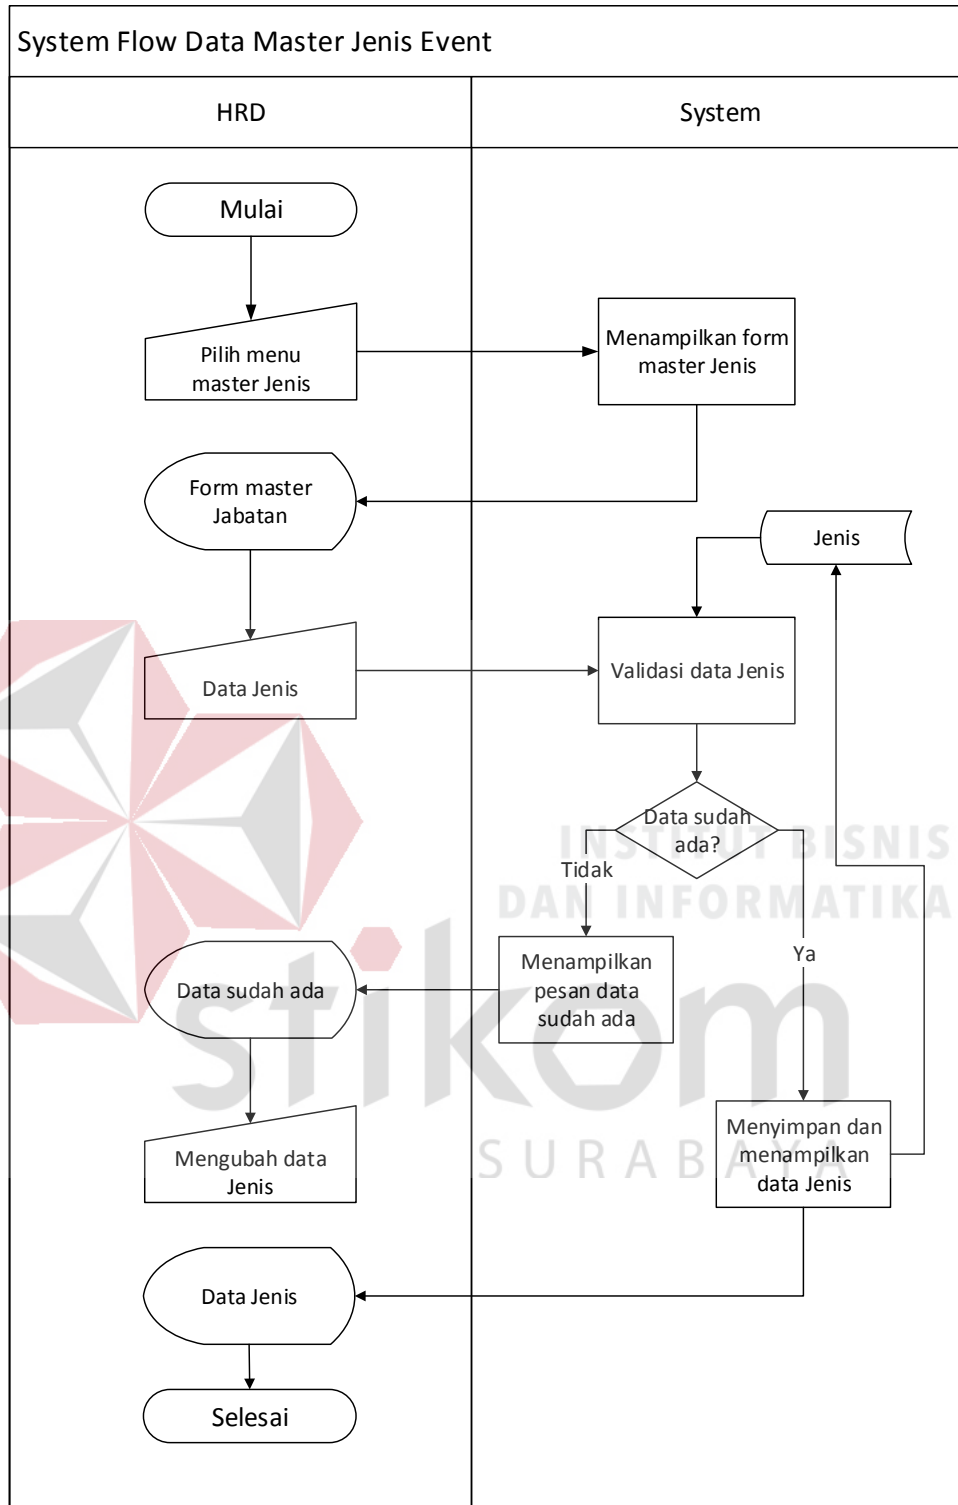 System Flow Data Master Jenis Event
HRD
System
Mulai
Pilih menu
master Jenis
Menampilkan form
master Jenis
Form master
Jabatan
Jenis
Data Jenis
Validasi data Jenis
Data sudah
ada?
Tidak
Ya
INSTITUT BISNIS
DAN INFORMATIKA
stikom
SURABAYA
Data sudah ada
Menampilkan
pesan data
sudah ada
Mengubah data
Jenis
Menyimpan dan
menampilkan
data Jenis
Data Jenis
Selesai